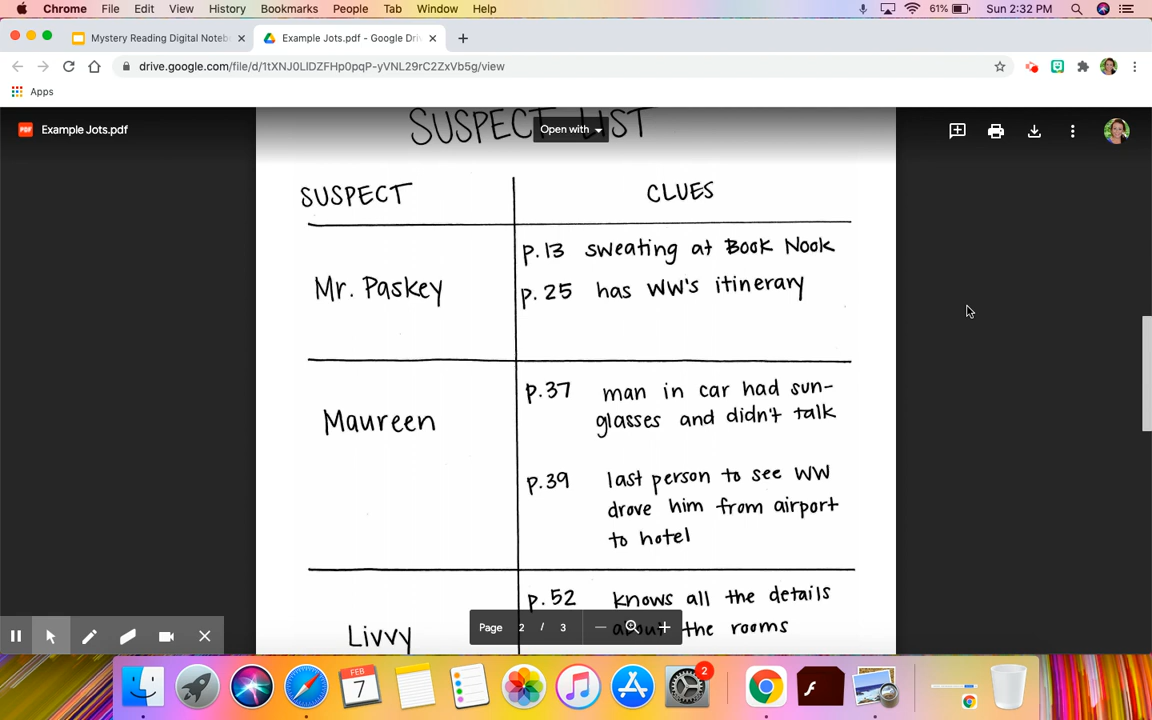 Chrome File Edit View History Bookmarks People Tab Window Help 61% Sun 2:32 PM
Mystery Reading Digital Noteb Example Jots.pdf - Google Dri
drive.google.com/file/d/1tXNJ0LIDZFHp0pqP-yVNL29rC2ZxVb5g/view
Apps
PDF Example Jots.pdf Open with
SUSPECT LIST
SUSPECT CLUES
p.13 sweating at Book Nook
Mr. Paskey
p. 25 has WW's itinerary
p.37 man in car had sun-
glasses and didn't talk
Maureen
p.39 last person to see WW
drove him from airport
to hotel
p.52 knows all the details
about the rooms
Livvy
Page 2 / 3
FEB
7
2